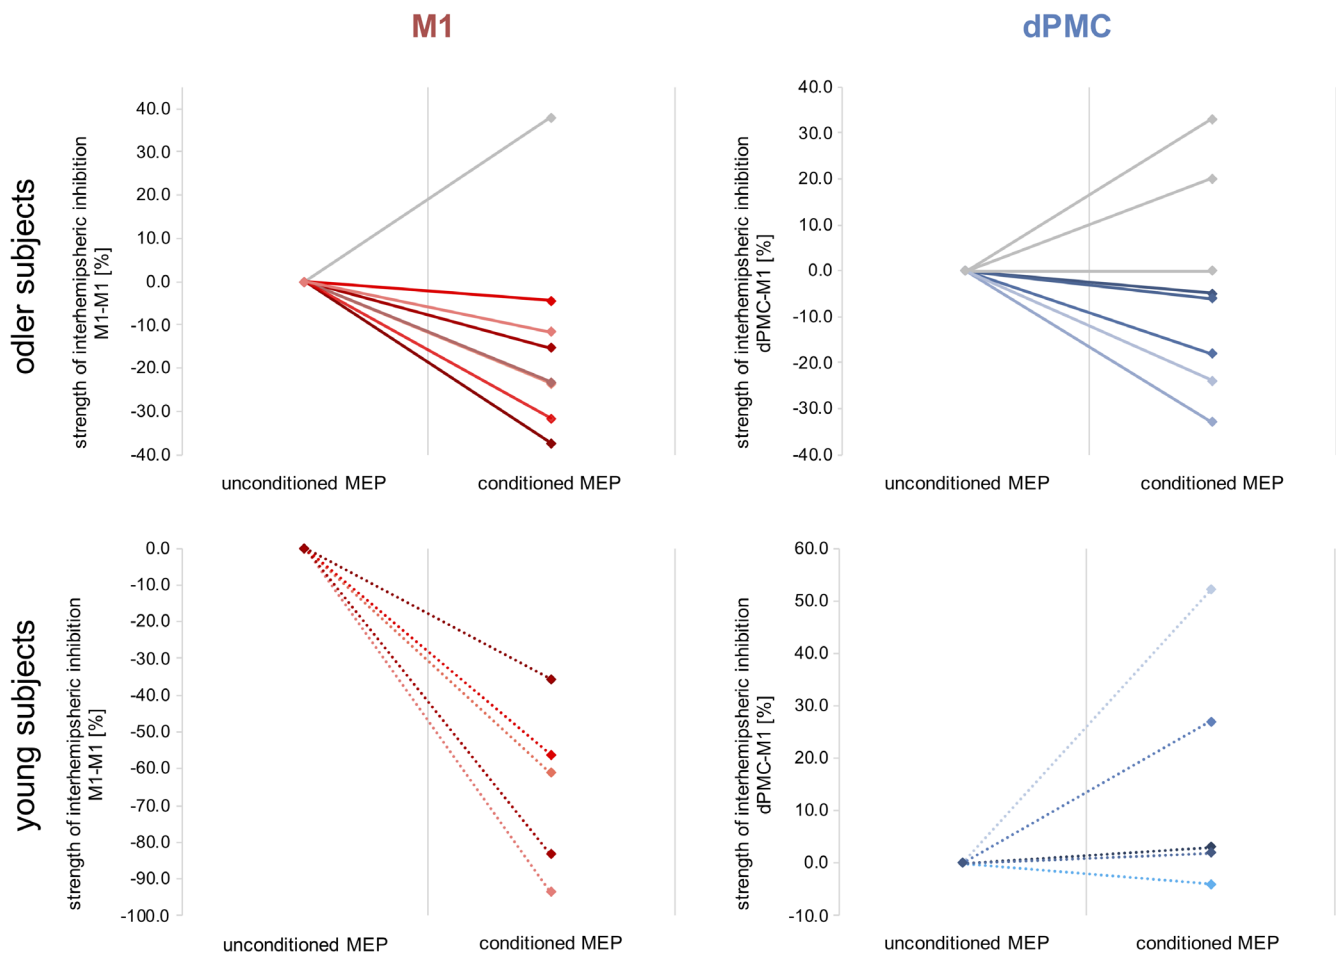 M1
dPMC
odler subjects
strength of interhemipsheric inhibition
M1-M1 [%]
40.0
30.0
20.0
10.0
0.0
-10.0
-20.0
-30.0
-40.0
unconditioned MEP
conditioned MEP
strength of interhemipsheric inhibition
dPMC-M1 [%]
40.0
30.0
20.0
10.0
0.0
-10.0
-20.0
-30.0
-40.0
unconditioned MEP
conditioned MEP
young subjects
strength of interhemipsheric inhibition
M1-M1 [%]
0.0
-10.0
-20.0
-30.0
-40.0
-50.0
-60.0
-70.0
-80.0
-90.0
-100.0
unconditioned MEP
conditioned MEP
strength of interhemipsheric inhibition
dPMC-M1 [%]
60.0
50.0
40.0
30.0
20.0
10.0
0.0
-10.0
unconditioned MEP
conditioned MEP